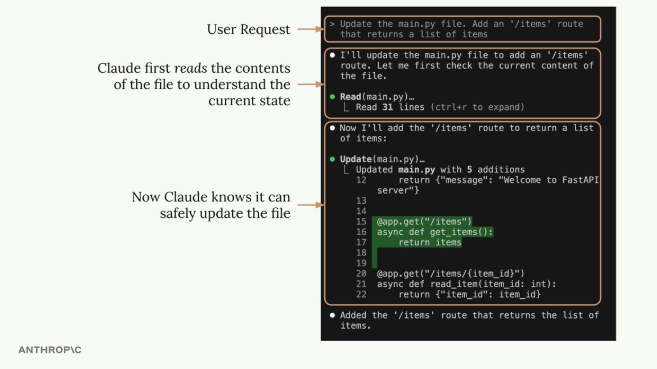 User Request
> Update the main.py file. Add an '/items' route
that returns a list of items
Claude first reads the contents
of the file to understand the
current state
● I'll update the main.py file to add an '/items'
route. Let me first check the current content of
the file.
● Read(main.py)…
⎿ Read 31 lines (ctrl+r to expand)
Now Claude knows it can
safely update the file
● Now I'll add the '/items' route to return a list
of items:
● Update(main.py)…
⎿ Updated main.py with 5 additions
12 return {"message": "Welcome to FastAPI
server"}
13
14
15 @app.get("/items")
16 async def get_items():
17 return items
18
19
20 @app.get("/items/{item_id}")
21 async def read_item(item_id: int):
22 return {"item_id": item_id}
● Added the '/items' route that returns the list of
items.
ANTHROP\C